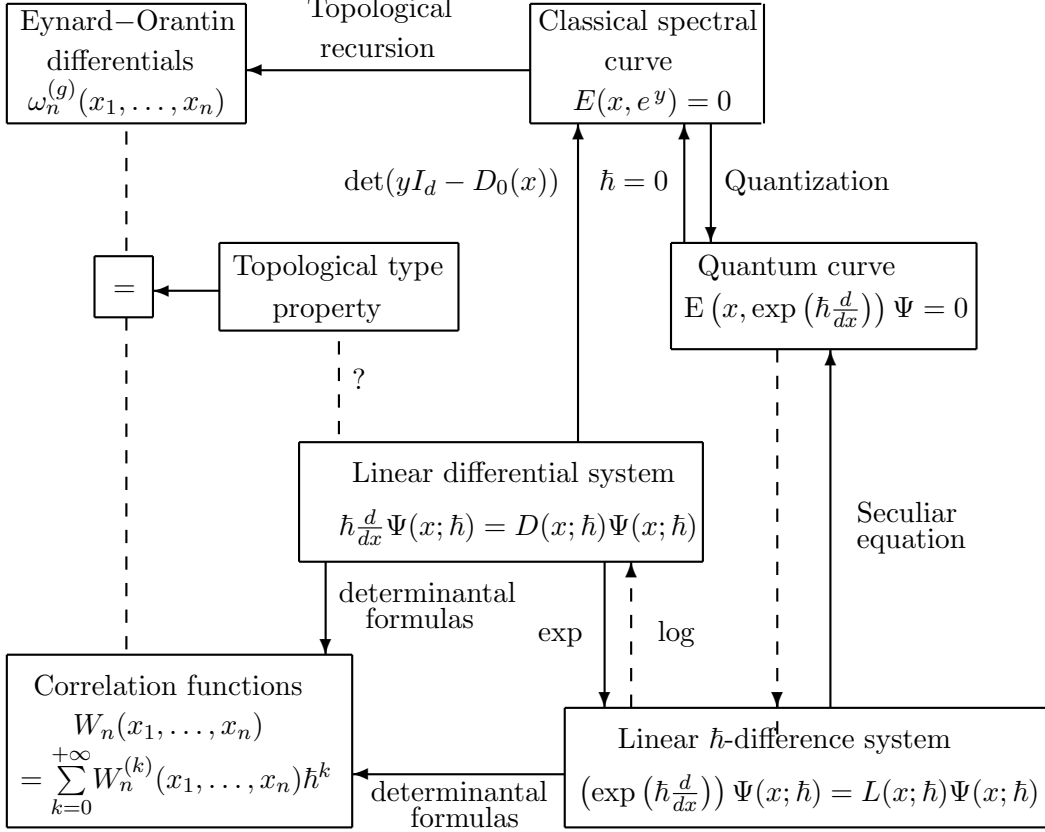 Eynard−Orantin
differentials
ω_n^{(g)}(x_1, . . . , x_n)
Topological
recursion
Classical spectral
curve
E(x, e^y) = 0
det(yI_d − D_0(x))
ħ = 0
Quantization
=
Topological type
property
Quantum curve
E (x, exp (ħ d/dx)) Ψ = 0
?
Linear differential system
ħ d/dx Ψ(x; ħ) = D(x; ħ)Ψ(x; ħ)
Seculiar
equation
determinantal
formulas
exp
log
Correlation functions
W_n(x_1, . . . , x_n)
= ∑_{k=0}^{+∞} W_n^{(k)}(x_1, . . . , x_n)ħ^k
determinantal
formulas
Linear ħ-difference system
(exp (ħ d/dx)) Ψ(x; ħ) = L(x; ħ)Ψ(x; ħ)